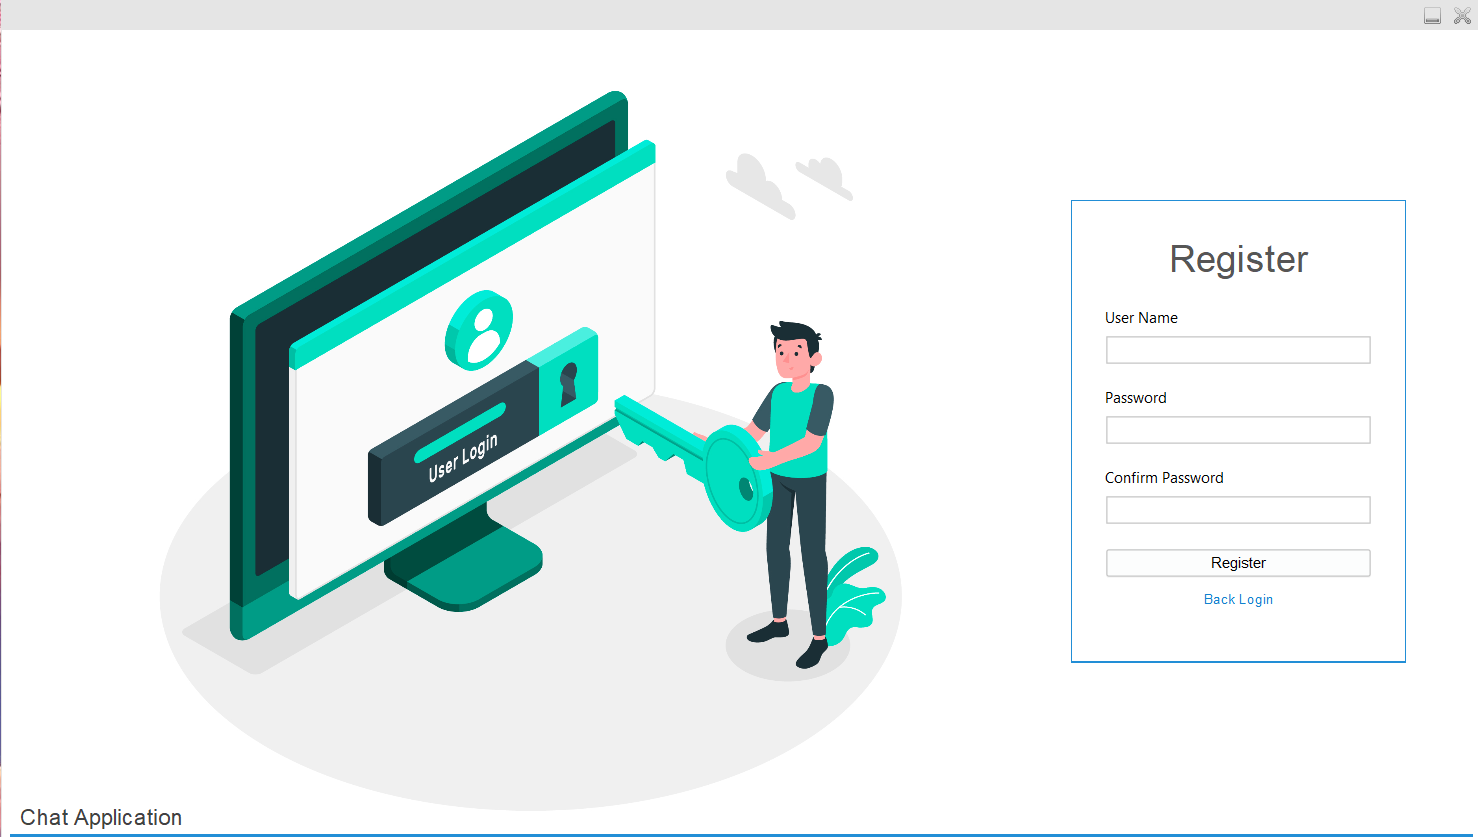 User Login
Register
User Name
Password
Confirm Password
Register
Back Login
Chat Application